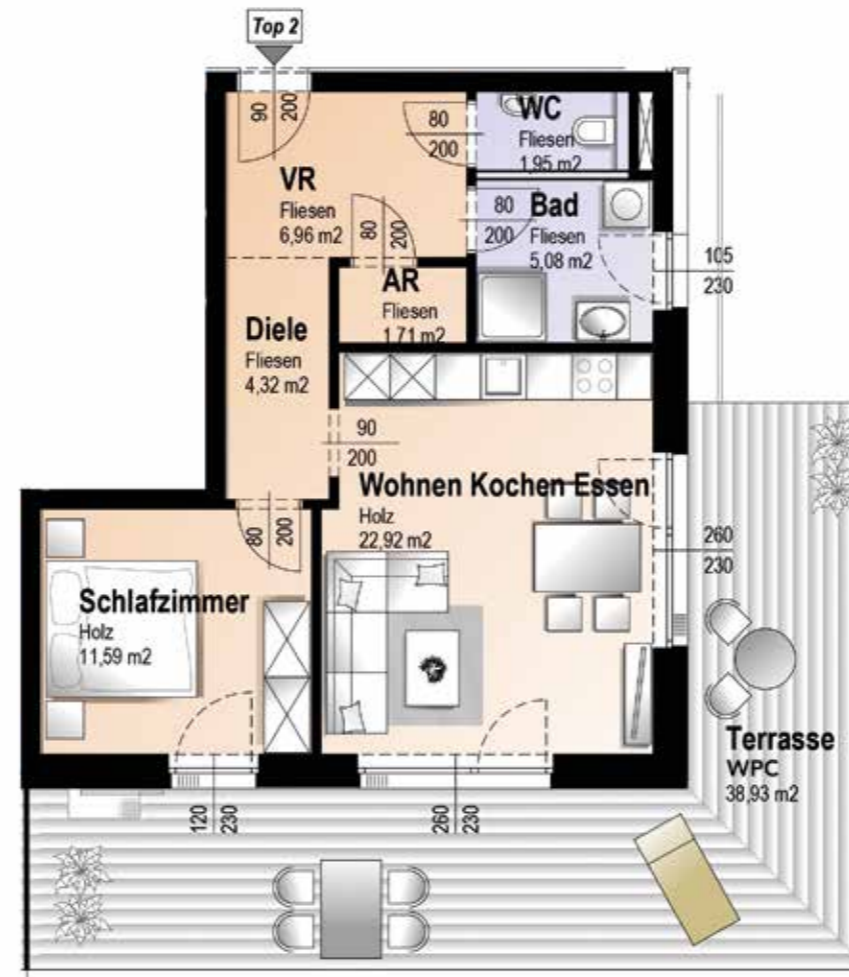 Top 2
90
200
80
200
WC
Fliesen
1,95 m2
VR
Fliesen
6,96 m2
80
200
80
200
Bad
Fliesen
5,08 m2
105
230
AR
Fliesen
1.71 m2
Diele
Fliesen
4,32 m2
90
200
Wohnen Kochen Essen
Holz
22,92 m2
80
200
260
230
Schlafzimmer
Holz
11,59 m2
Terrasse
WPC
38,93 m2
120
230
260
230